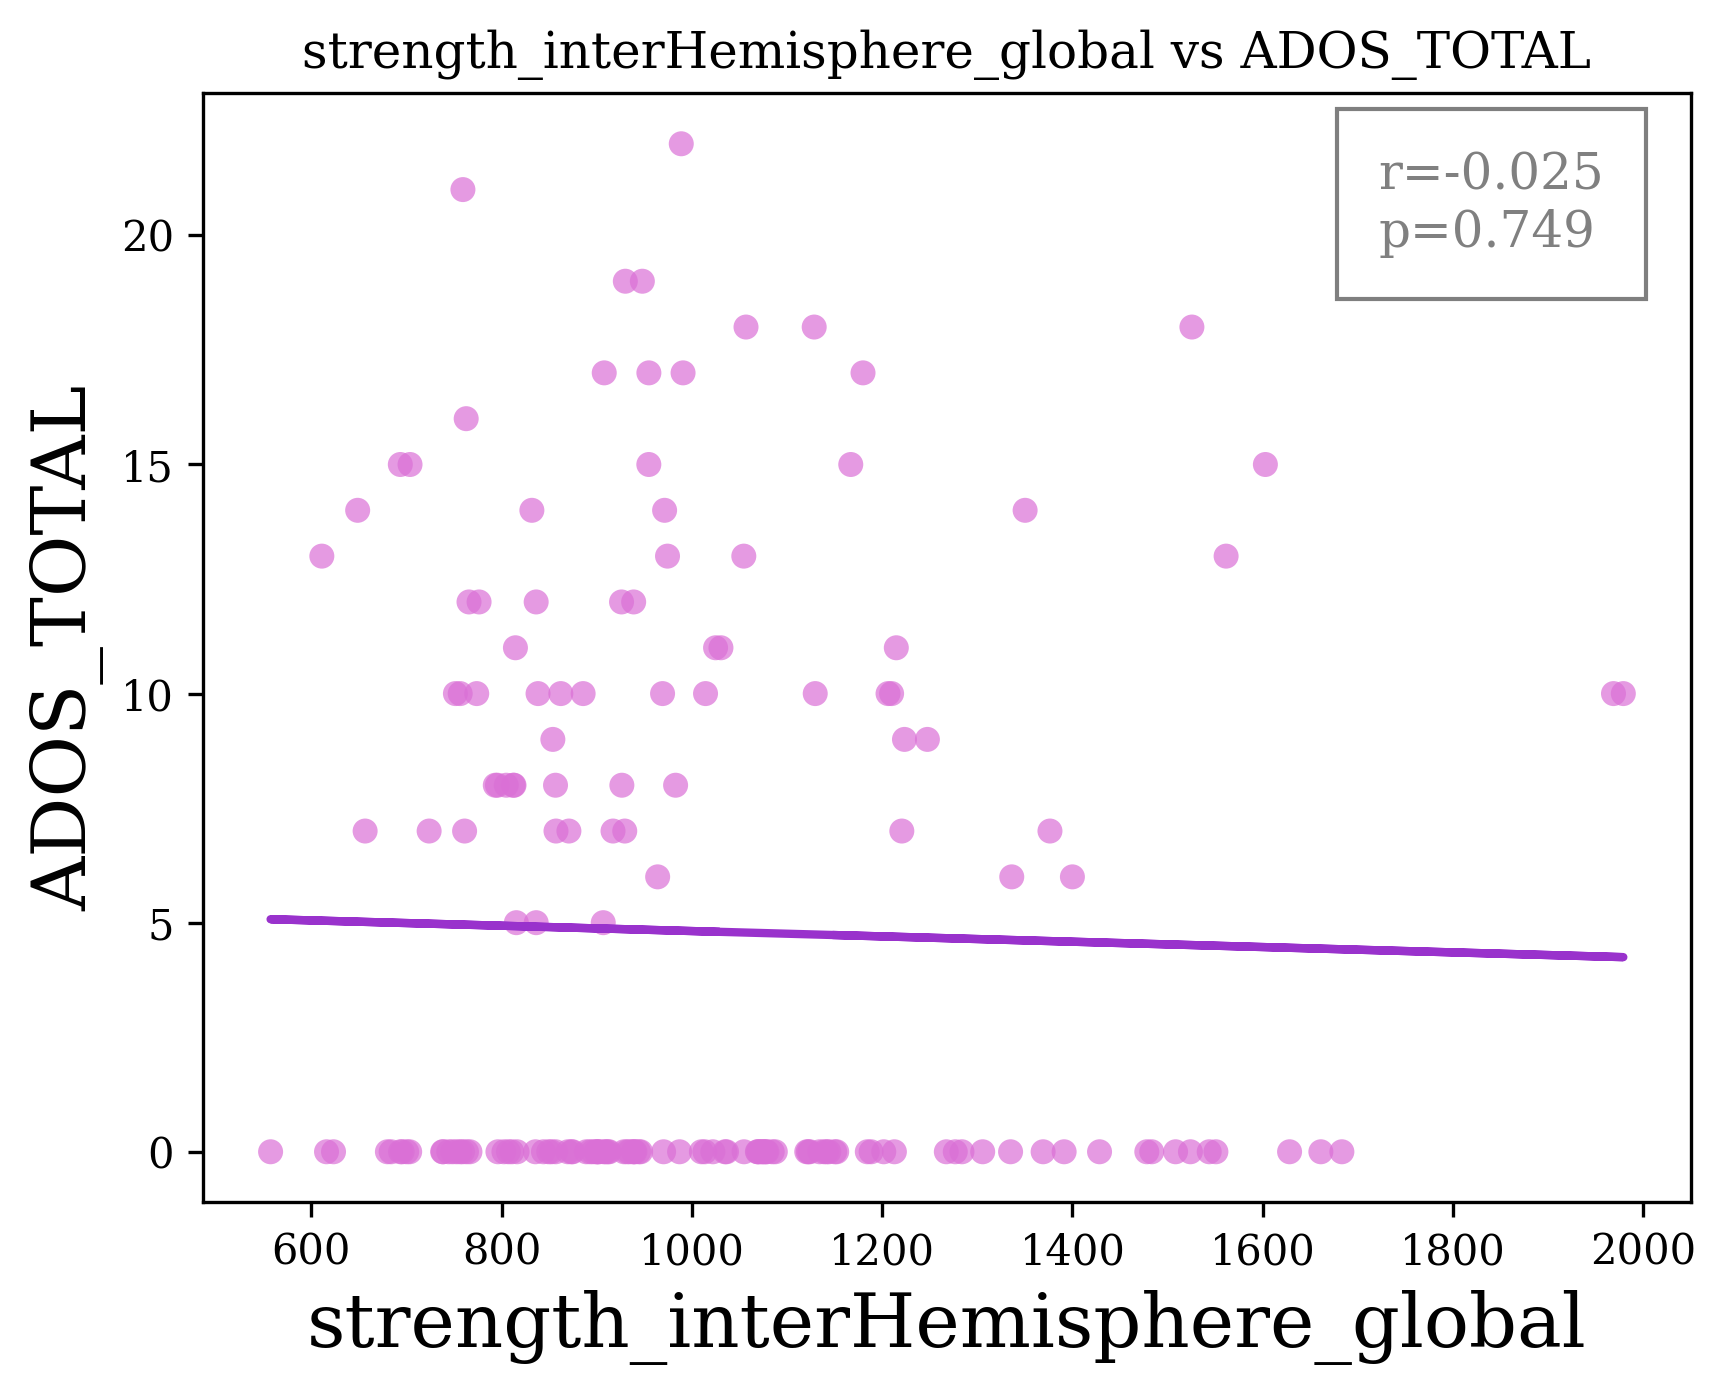 strength_interHemisphere_global vs ADOS_TOTAL
r=-0.025
p=0.749
ADOS_TOTAL
20
15
10
5
0
600 800 1000 1200 1400 1600 1800 2000
strength_interHemisphere_global